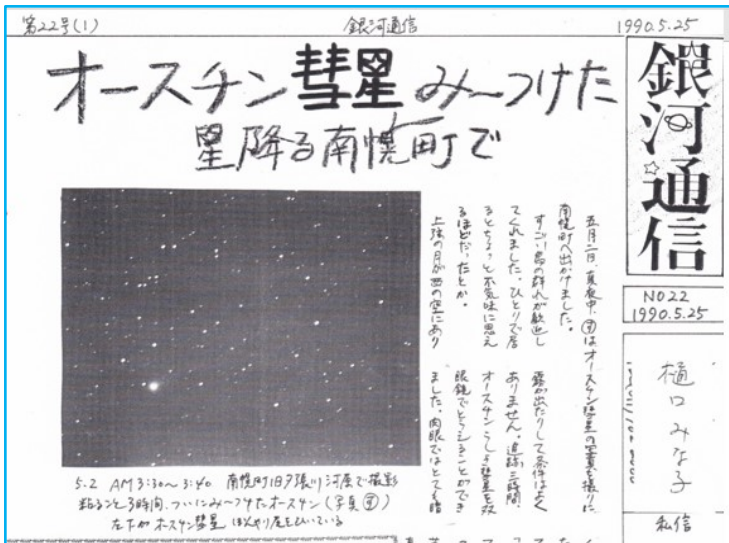 第22号(1)
銀河通信
1990.5.25
オースチン彗星み〜つけた
星降る南幌町で
銀河通信
NO22
1990.5.25
樋口みな子
私信
五月二日、真夜中、㋱はオースチン彗星の写真を撮りに
南幌町へ出かけました。
すごい鳥の群れが歓迎し
てくれました。ひとりで居
るとちょっと不気味に思え
るほどだったとか。
上弦の月が西の空にあり
露が出たりして条件はよく
ありません。追跡三時間、
オースチンらしき彗星を双
眼鏡でとらえることができ
ました。肉眼ではとても暗
5.2 AM3:30〜3:40 南幌町旧夕張川河原で撮影
粘ること3時間、ついにみ〜つけたオースチン(写真)
左下がオースチン彗星 ぼんやり尾をひいている